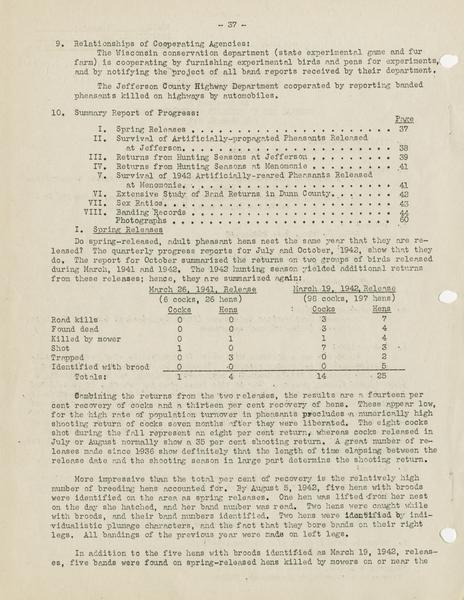 - 37 -
9. Relationships of Cooperating Agencies:
The Wisconsin conservation department (state experimental game and fur
farm) is cooperating by furnishing experimental birds and pens for experiments,
and by notifying the project of all band reports received by their department.
The Jefferson County Highway Department cooperated by reporting banded
pheasants killed on highways by automobiles.
10. Summary Report of Progress:
Page
I. Spring Releases . . . . . . . . . . . . . . . . . . . . . . 37
II. Survival of Artificially-propagated Pheasants Released
at Jefferson. . . . . . . . . . . . . . . . . . . . . . 38
III. Returns from Hunting Seasons at Jefferson . . . . . . . . . 39
IV. Returns from Hunting Seasons at Menomonie . . . . . . . . . 41
V. Survival of 1942 Artificially-reared Pheasants Released
at Menomonie. . . . . . . . . . . . . . . . . . . . . . 41
VI. Extensive Study of Band Returns in Dunn County. . . . . . . 42
VII. Sex Ratios. . . . . . . . . . . . . . . . . . . . . . . . . 43
VIII. Banding Records . . . . . . . . . . . . . . . . . . . . . . 44
Photographs . . . . . . . . . . . . . . . . . . . . . . . . 60
I. Spring Releases
Do spring-released, adult pheasant hens nest the same year that they are re-
leased? The quarterly progress reports for July and October, 1942, show that they
do. The report for October summarized the returns on two groups of birds released
during March, 1941 and 1942. The 1942 hunting season yielded additional returns
from these releases; hence, they are summarized again:
March 26, 1941, Release March 19, 1942, Release
(6 cocks, 26 hens) (98 cocks, 197 hens)
Cocks Hens Cocks Hens
Road kills 0 0 3 7
Found dead 0 0 3 4
Killed by mower 0 1 1 4
Shot 1 0 7 3
Trapped 0 3 0 2
Identified with brood 0 0 0 5
Totals: 1 4 14 25
Combining the returns from the two releases, the results are a fourteen per
cent recovery of cocks and a thirteen per cent recovery of hens. These appear low,
for the high rate of population turnover in pheasants precludes a numerically high
shooting return of cocks seven months after they were liberated. The eight cocks
shot during the fall represent an eight per cent return, whereas cocks released in
July or August normally show a 35 per cent shooting return. A great number of re-
leases made since 1936 show definitely that the length of time elapsing between the
release date and the shooting season in large part determins the shooting return.
More impressive than the total per cent of recovery is the relatively high
number of breeding hens accounted for. By August 5, 1942, five hens with broods
were identified on the area as spring releases. One hen was lifted from her nest
on the day she hatched, and her band number was read. Two hens were caught while
with broods, and their band numbers identified. Two hens were identified by indi-
vidualistic plumage characters, and the fact that they bore bands on their right
legs. All bandings of the previous year were made on left legs.
In addition to the five hens with broods identified as March 19, 1942, releas-
es, five bands were found on spring-released hens killed by mowers on or near the